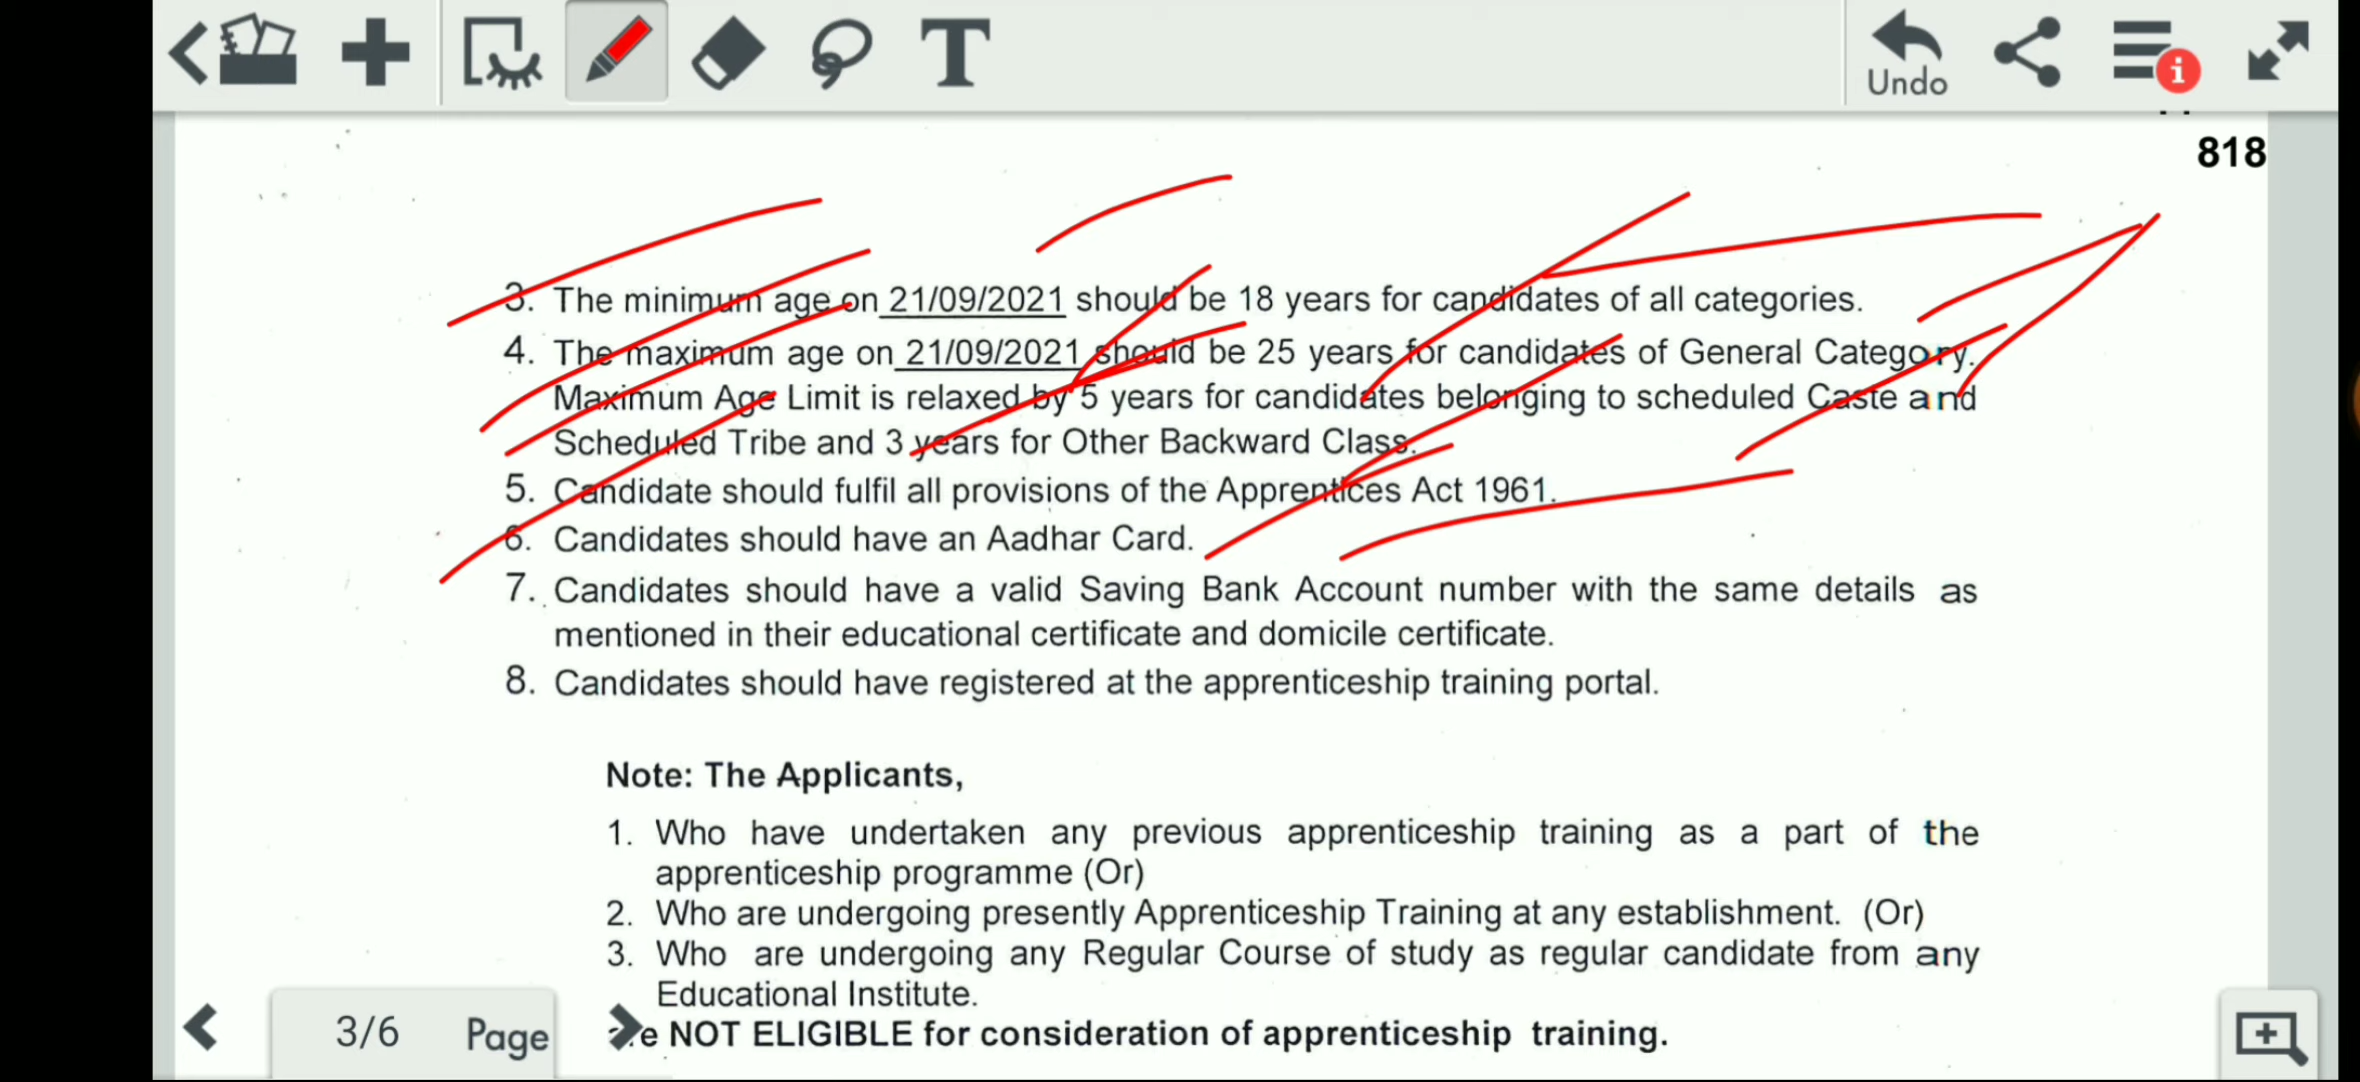 T
Undo
i
818
3. The minimum age on 21/09/2021 should be 18 years for candidates of all categories.
4. The maximum age on 21/09/2021 should be 25 years for candidates of General Category.
Maximum Age Limit is relaxed by 5 years for candidates belonging to scheduled Caste and
Scheduled Tribe and 3 years for Other Backward Class.
5. Candidate should fulfil all provisions of the Apprentices Act 1961.
6. Candidates should have an Aadhar Card.
7. Candidates should have a valid Saving Bank Account number with the same details as
mentioned in their educational certificate and domicile certificate.
8. Candidates should have registered at the apprenticeship training portal.
Note: The Applicants,
1. Who have undertaken any previous apprenticeship training as a part of the
apprenticeship programme (Or)
2. Who are undergoing presently Apprenticeship Training at any establishment. (Or)
3. Who are undergoing any Regular Course of study as regular candidate from any
Educational Institute.
NOT ELIGIBLE for consideration of apprenticeship training.
3/6 Page